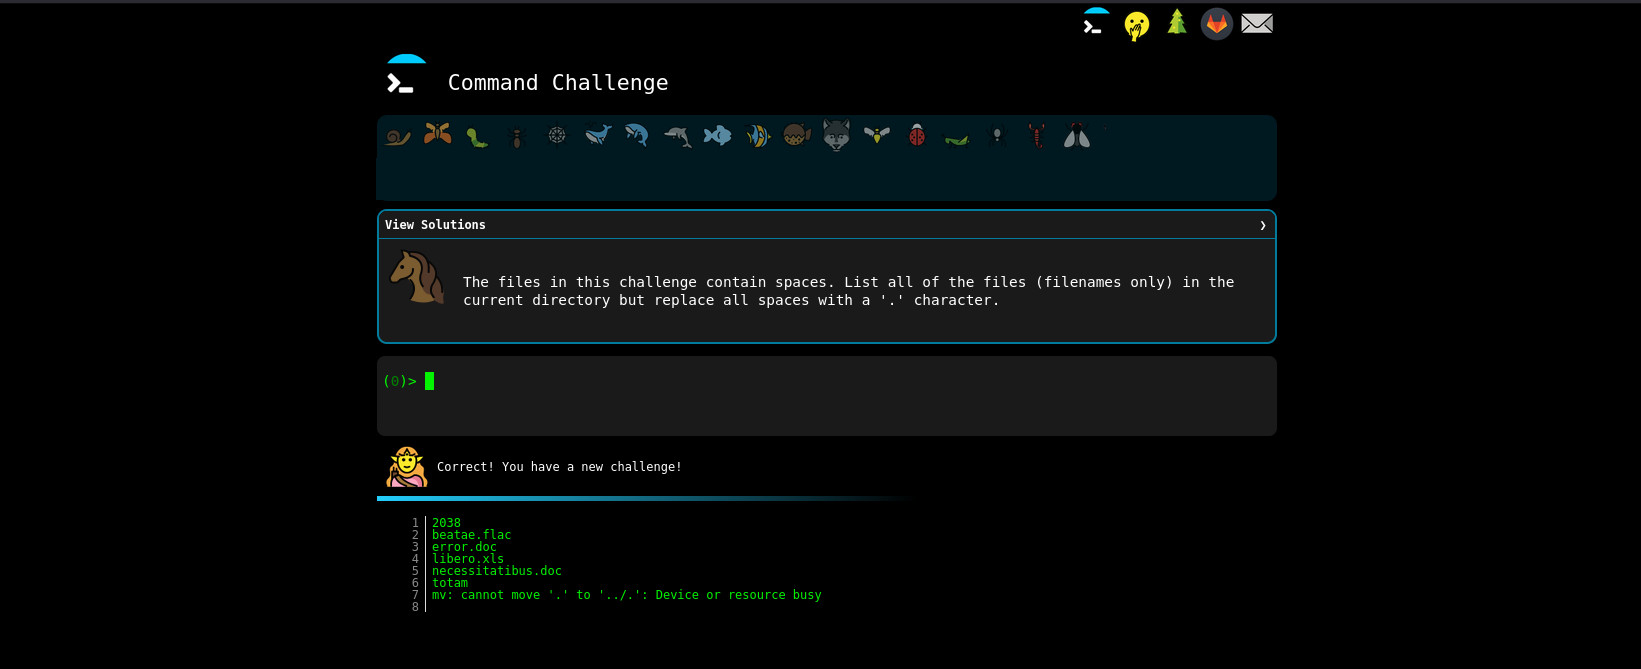 Command Challenge
View Solutions ❯
The files in this challenge contain spaces. List all of the files (filenames only) in the
current directory but replace all spaces with a '.' character.
(0)>
Correct! You have a new challenge!
1 2038
2 beatae.flac
3 error.doc
4 libero.xls
5 necessitatibus.doc
6 totam
7 mv: cannot move '.' to '../.': Device or resource busy
8